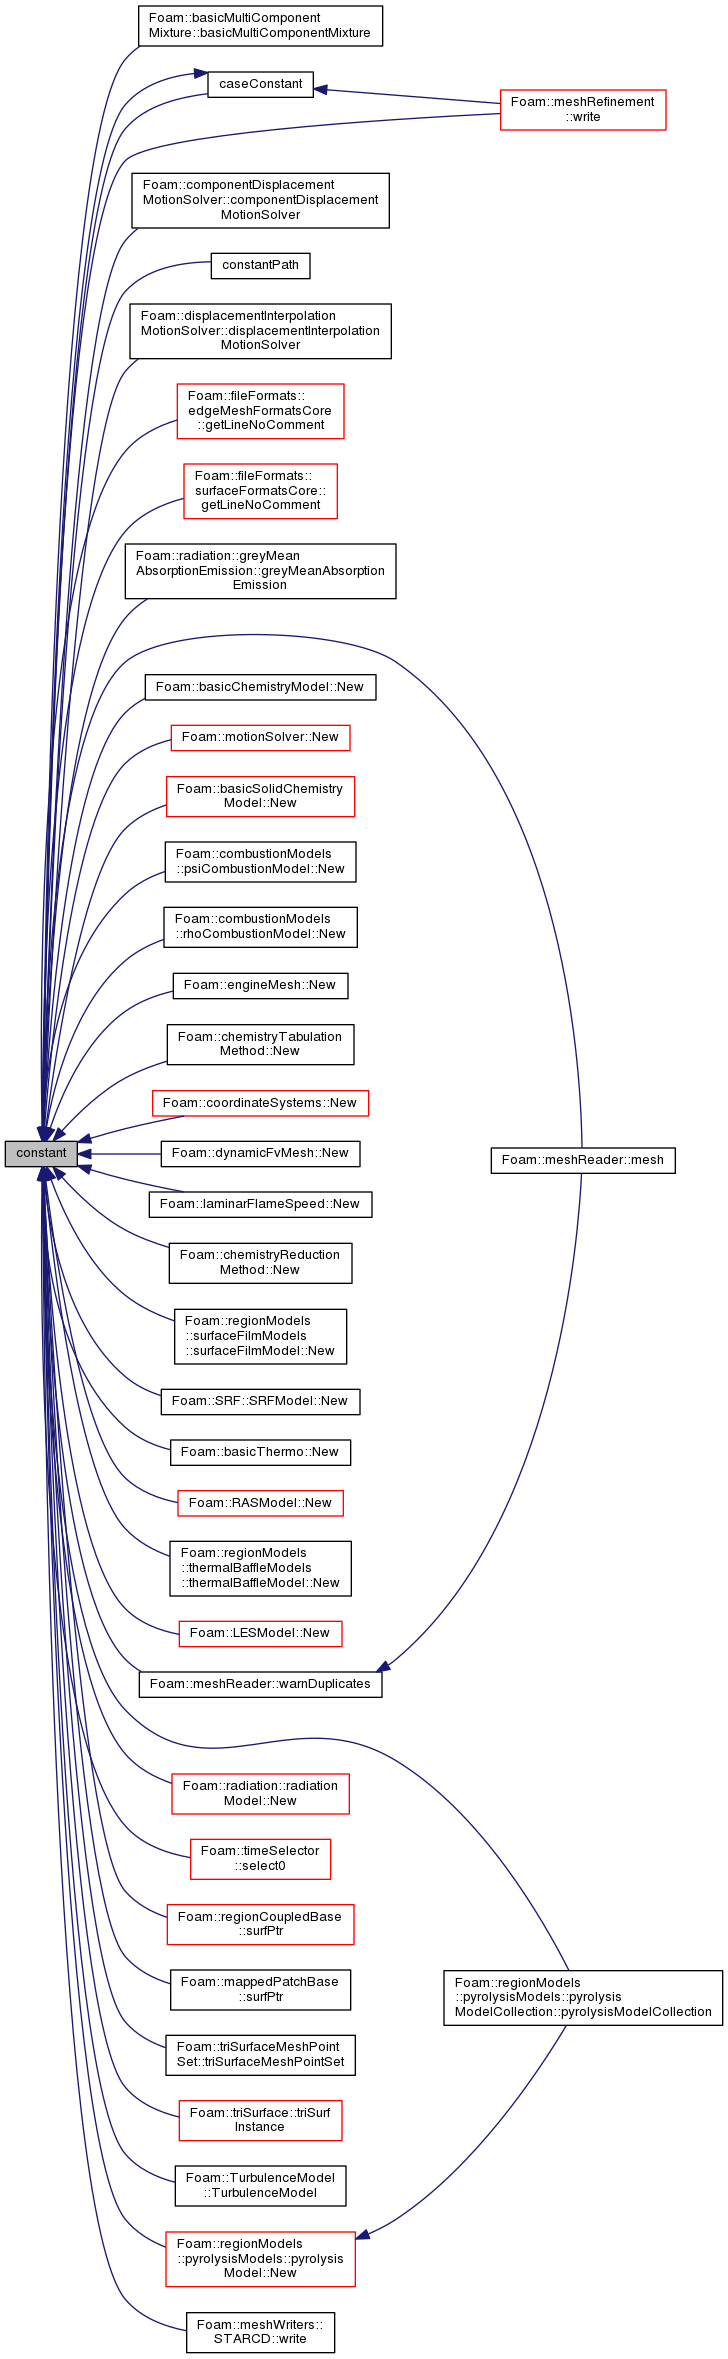 Foam::basicMultiComponent
Mixture::basicMultiComponentMixture
caseConstant
Foam::meshRefinement
::write
Foam::componentDisplacement
MotionSolver::componentDisplacement
MotionSolver
constantPath
Foam::displacementInterpolation
MotionSolver::displacementInterpolation
MotionSolver
Foam::fileFormats::
edgeMeshFormatsCore
::getLineNoComment
Foam::fileFormats::
surfaceFormatsCore::
getLineNoComment
Foam::radiation::greyMean
AbsorptionEmission::greyMeanAbsorption
Emission
Foam::basicChemistryModel::New
Foam::motionSolver::New
Foam::basicSolidChemistry
Model::New
Foam::combustionModels
::psiCombustionModel::New
Foam::combustionModels
::rhoCombustionModel::New
Foam::engineMesh::New
Foam::chemistryTabulation
Method::New
Foam::coordinateSystems::New
constant
Foam::dynamicFvMesh::New
Foam::meshReader::mesh
Foam::laminarFlameSpeed::New
Foam::chemistryReduction
Method::New
Foam::regionModels
::surfaceFilmModels
::surfaceFilmModel::New
Foam::SRF::SRFModel::New
Foam::basicThermo::New
Foam::RASModel::New
Foam::regionModels
::thermalBaffleModels
::thermalBaffleModel::New
Foam::LESModel::New
Foam::meshReader::warnDuplicates
Foam::radiation::radiation
Model::New
Foam::timeSelector
::select0
Foam::regionCoupledBase
::surfPtr
Foam::mappedPatchBase
::surfPtr
Foam::regionModels
::pyrolysisModels::pyrolysis
ModelCollection::pyrolysisModelCollection
Foam::triSurfaceMeshPoint
Set::triSurfaceMeshPointSet
Foam::triSurface::triSurf
Instance
Foam::TurbulenceModel
::TurbulenceModel
Foam::regionModels
::pyrolysisModels::pyrolysis
Model::New
Foam::meshWriters::
STARCD::write